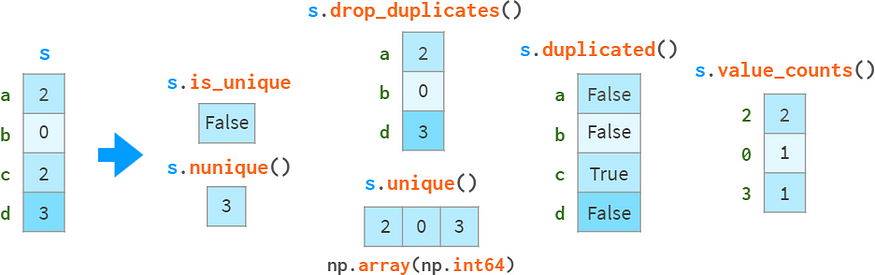 s
a 2
b 0
c 2
d 3
s.is_unique
False
s.nunique()
3
s.drop_duplicates()
a 2
b 0
d 3
s.unique()
2 0 3
np.array(np.int64)
s.duplicated()
a False
b False
c True
d False
s.value_counts()
2 2
0 1
3 1